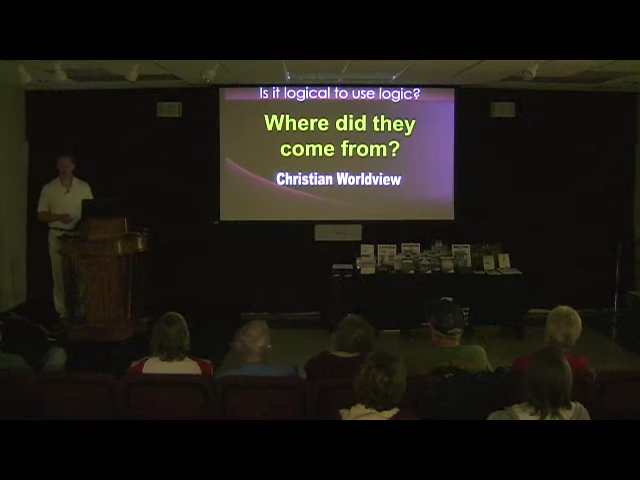 Is it logical to use logic?
Where did they
come from?
Christian Worldview